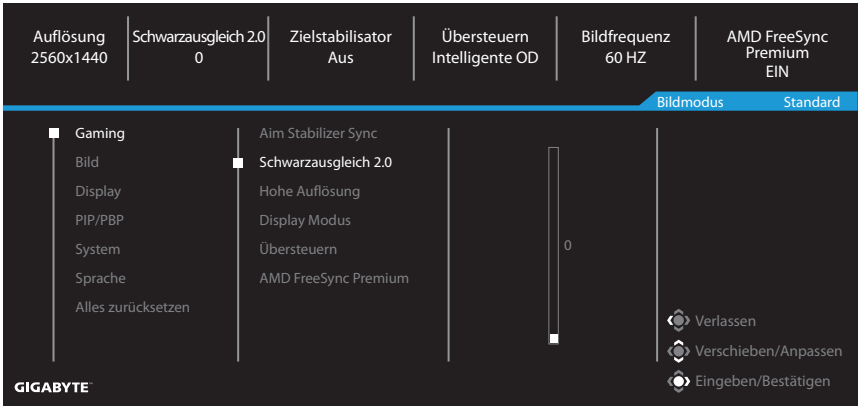 Auflösung
2560x1440
Schwarzausgleich 2.0
0
Zielstabilisator
Aus
Übersteuern
Intelligente OD
Bildfrequenz
60 HZ
AMD FreeSync
Premium
EIN
Bildmodus Standard
Gaming
Bild
Display
PIP/PBP
System
Sprache
Alles zurücksetzen
Aim Stabilizer Sync
Schwarzausgleich 2.0
Hohe Auflösung
Display Modus
Übersteuern
AMD FreeSync Premium
0
Verlassen
Verschieben/Anpassen
Eingeben/Bestätigen
GIGABYTE™